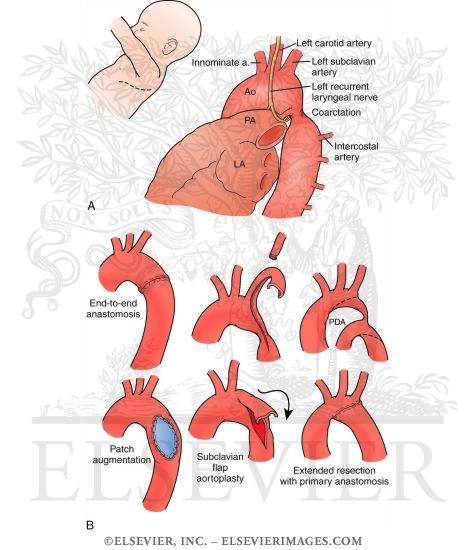 Left carotid artery
Innominate a.
Left subclavian
artery
Ao
Left recurrent
laryngeal nerve
PA
Coarctation
Intercostal
artery
LA
A
NON SOLUS
End-to-end
anastomosis
PDA
Patch
augmentation
Subclavian
flap
aortoplasty
Extended resection
with primary anastomosis
ELSEVIER
B
©ELSEVIER, INC. – ELSEVIERIMAGES.COM